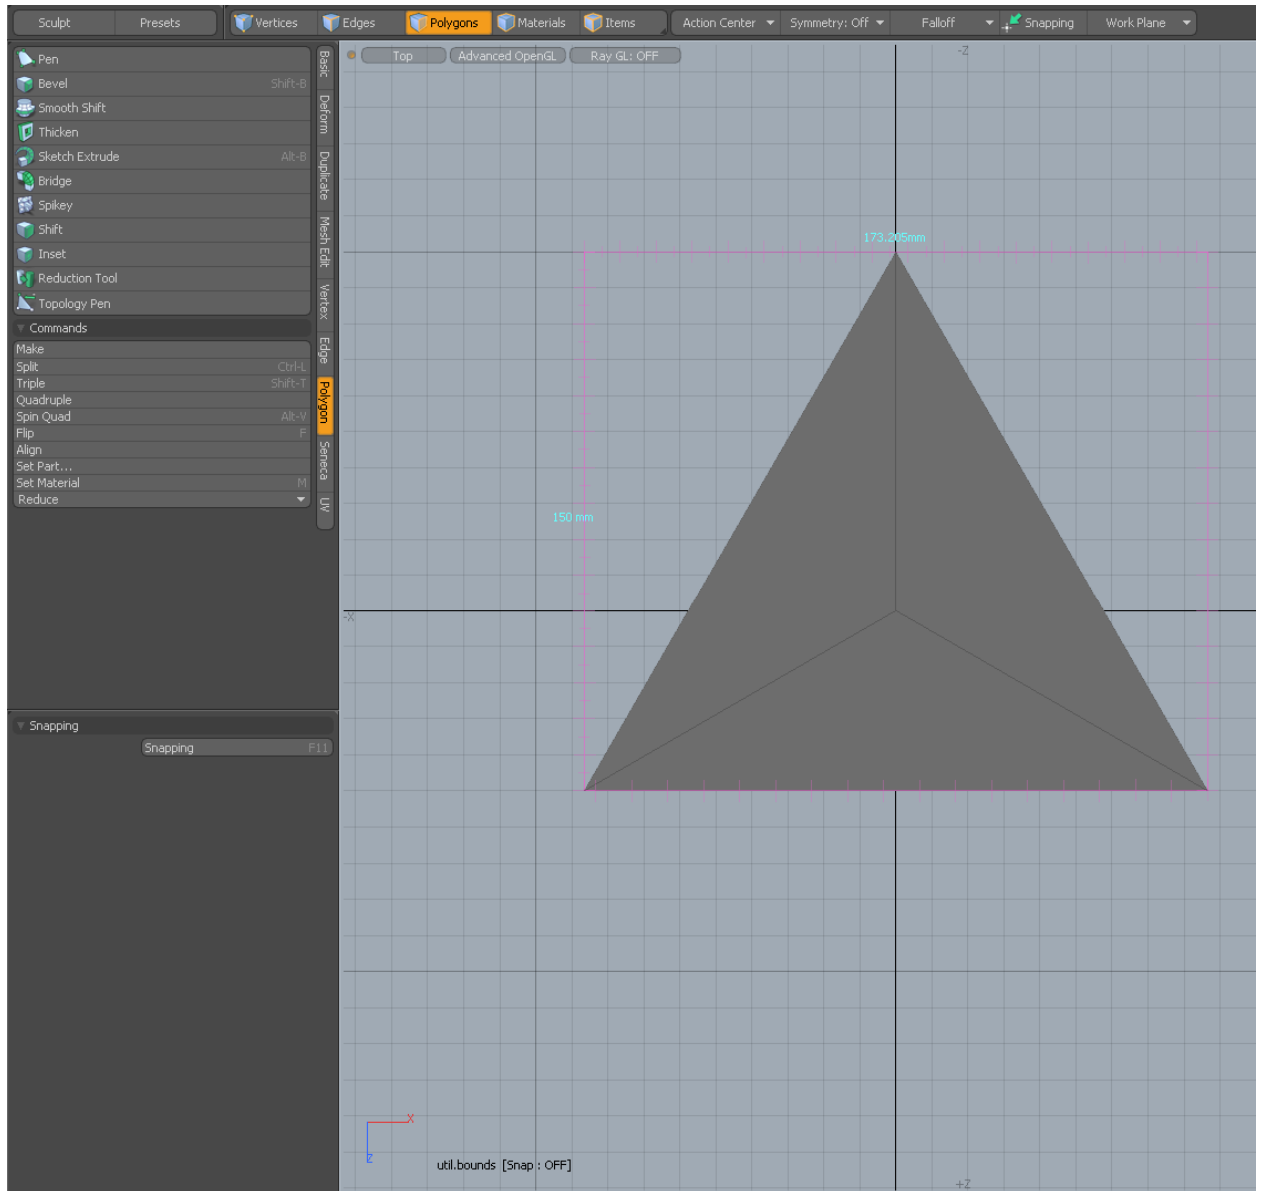 Sculpt Presets Vertices Edges Polygons Materials Items Action Center Symmetry: Off Falloff Snapping Work Plane
Pen
Bevel Shift-B
Smooth Shift
Thicken
Sketch Extrude Alt-B
Bridge
Spikey
Shift
Inset
Reduction Tool
Topology Pen
Commands
Make
Split Ctrl-L
Triple Shift-T
Quadruple
Spin Quad Alt-V
Flip F
Align
Set Part...
Set Material M
Reduce
Basic
Deform
Duplicate
Mesh Edit
Vertex
Edge
Polygon
Seneca
UV
Snapping
Snapping F11
Top Advanced OpenGL Ray GL: OFF
-Z
173.205mm
150 mm
-X
X
Z
util.bounds [Snap : OFF]
+Z